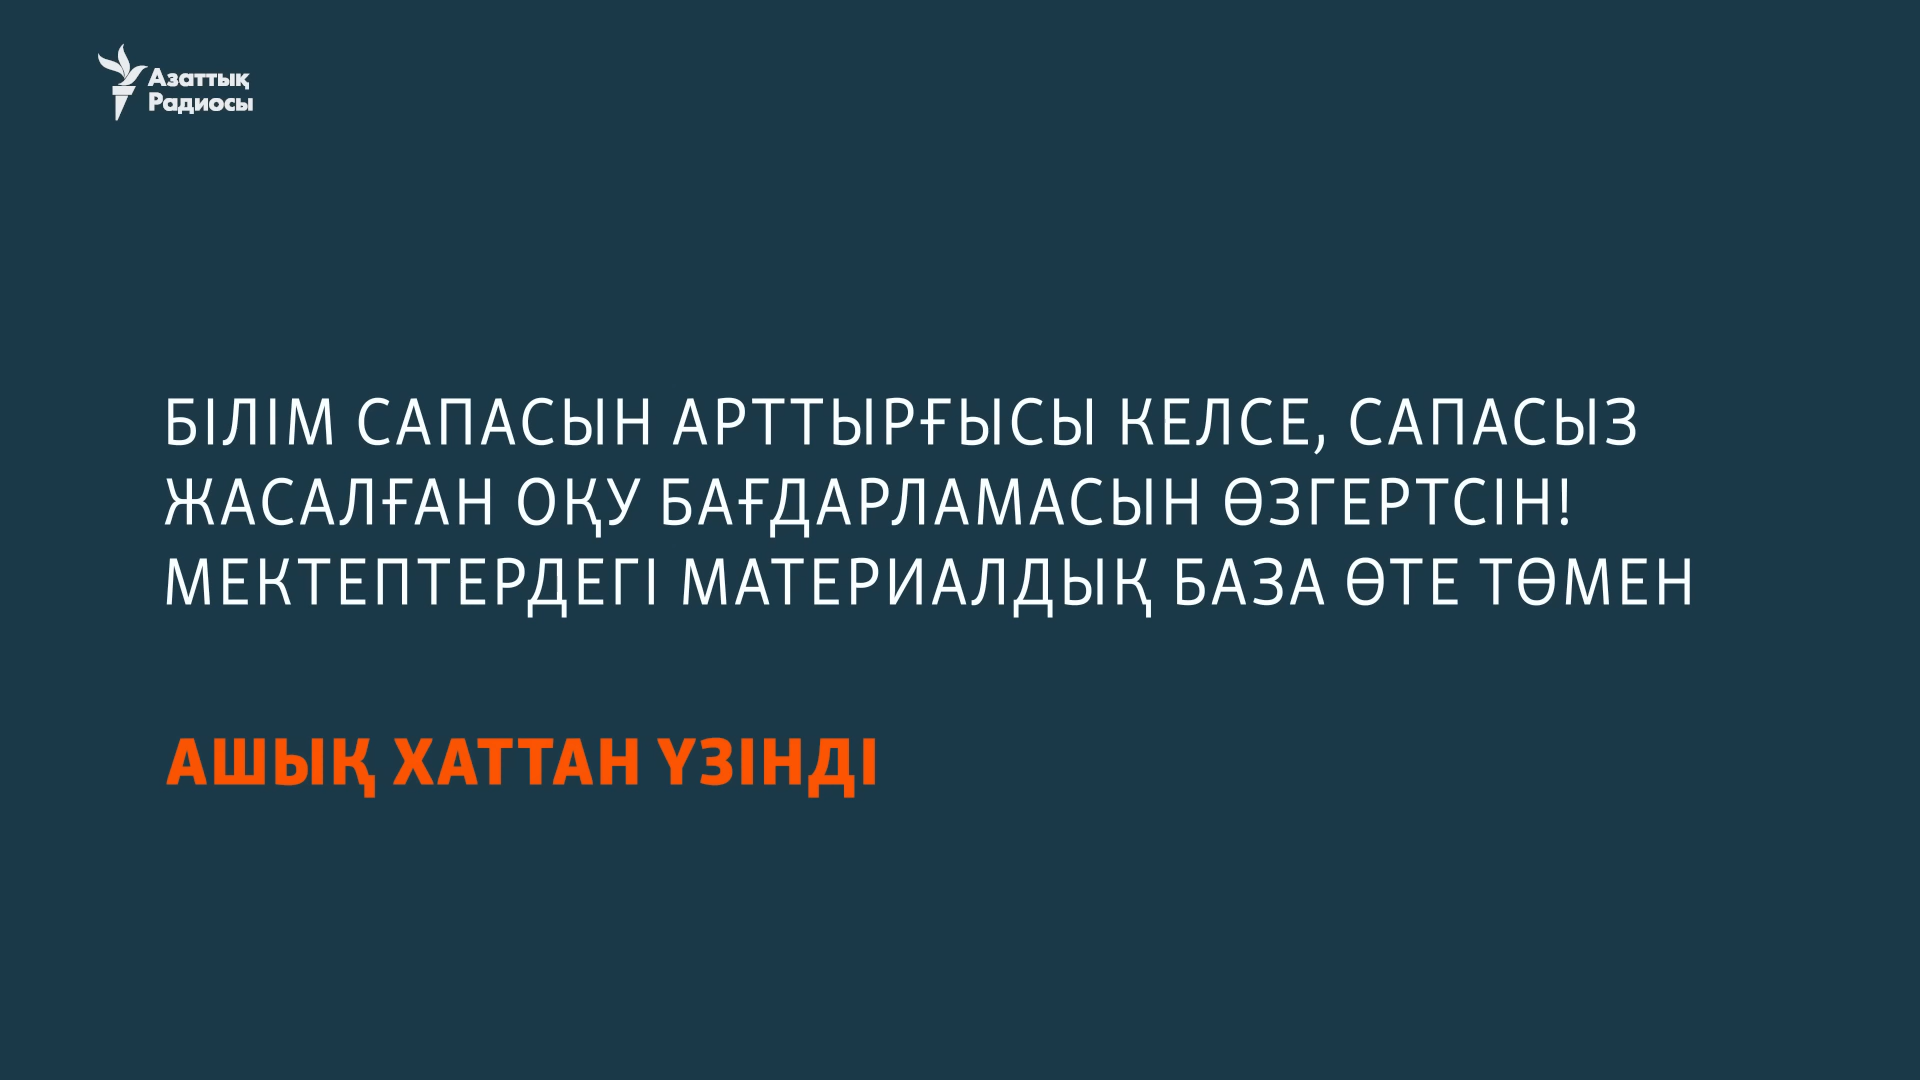 Азаттық
Радиосы
БІЛІМ САПАСЫН АРТТЫРҒЫСЫ КЕЛСЕ, САПАСЫЗ
ЖАСАЛҒАН ОҚУ БАҒДАРЛАМАСЫН ӨЗГЕРТСІН!
МЕКТЕПТЕРДЕГІ МАТЕРИАЛДЫҚ БАЗА ӨТЕ ТӨМЕН
АШЫҚ ХАТТАН ҮЗІНДІ